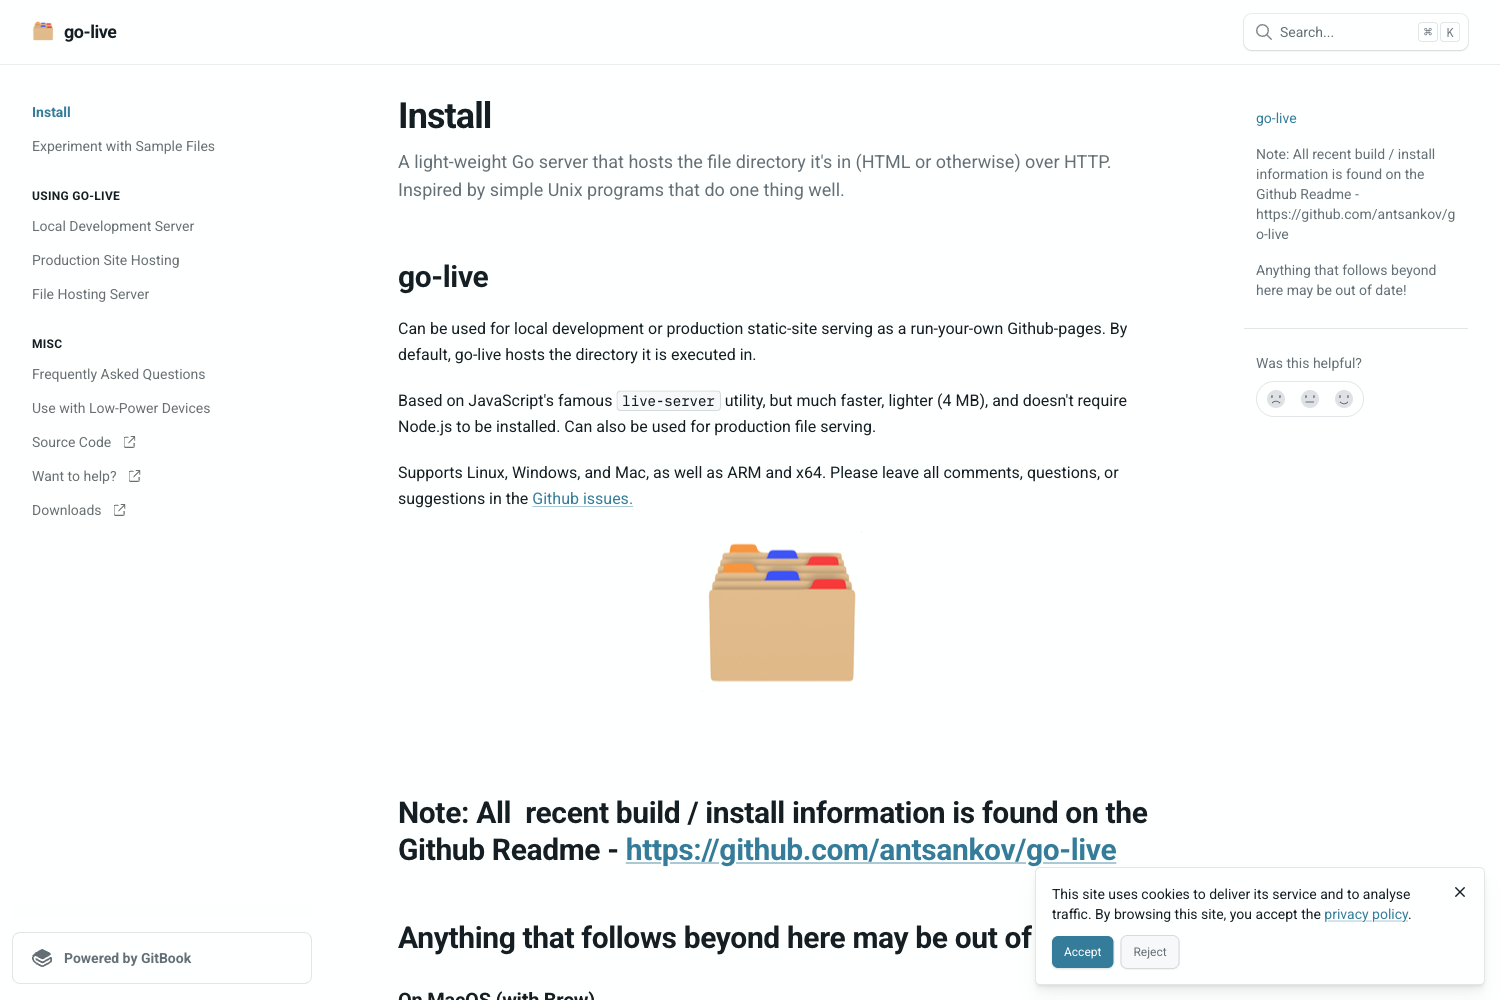 go-live
Search...
⌘ K
Install
Experiment with Sample Files
USING GO-LIVE
Local Development Server
Production Site Hosting
File Hosting Server
MISC
Frequently Asked Questions
Use with Low-Power Devices
Source Code
Want to help?
Downloads
Powered by GitBook
Install
A light-weight Go server that hosts the file directory it's in (HTML or otherwise) over HTTP.
Inspired by simple Unix programs that do one thing well.
go-live
Can be used for local development or production static-site serving as a run-your-own Github-pages. By
default, go-live hosts the directory it is executed in.
Based on JavaScript's famous live-server utility, but much faster, lighter (4 MB), and doesn't require
Node.js to be installed. Can also be used for production file serving.
Supports Linux, Windows, and Mac, as well as ARM and x64. Please leave all comments, questions, or
suggestions in the Github issues.
Note: All  recent build / install information is found on the
Github Readme - https://github.com/antsankov/go-live
Anything that follows beyond here may be out of
On MacOS (with Brew)
go-live
Note: All recent build / install
information is found on the
Github Readme -
https://github.com/antsankov/g
o-live
Anything that follows beyond
here may be out of date!
Was this helpful?
This site uses cookies to deliver its service and to analyse
traffic. By browsing this site, you accept the privacy policy.
Accept
Reject